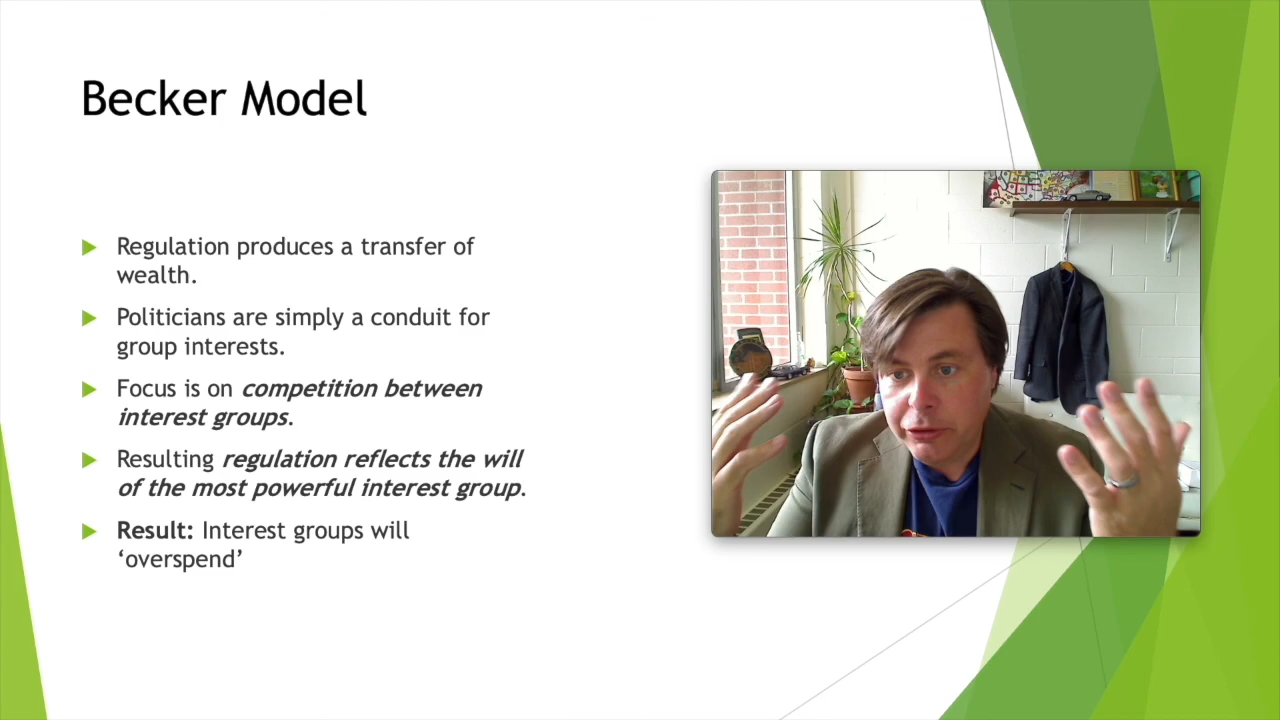 Becker Model
Regulation produces a transfer of
wealth.
Politicians are simply a conduit for
group interests.
Focus is on competition between
interest groups.
Resulting regulation reflects the will
of the most powerful interest group.
Result: Interest groups will
‘overspend’